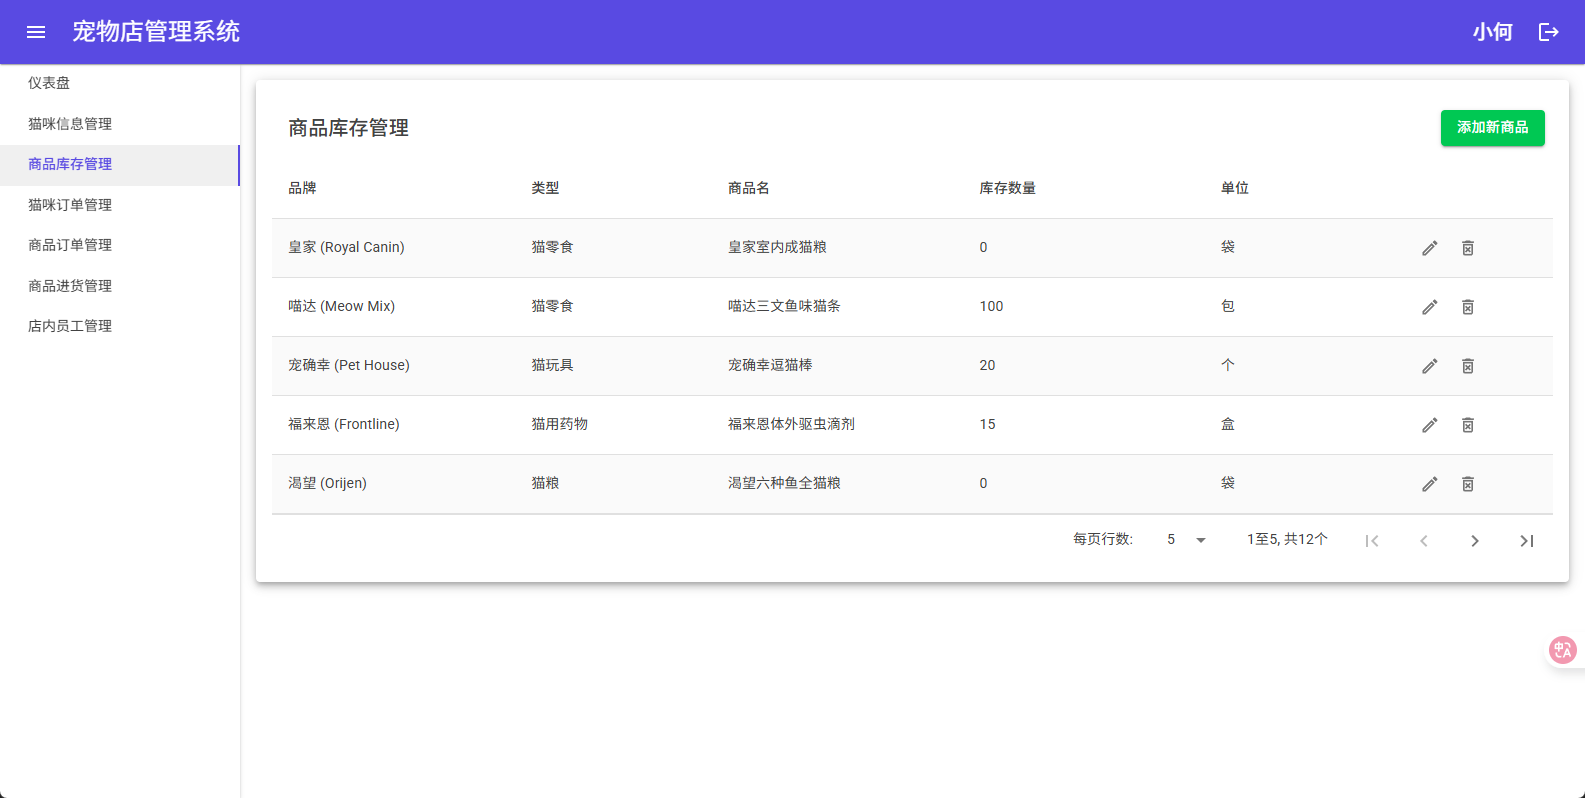 宠物店管理系统
小何
仪表盘
猫咪信息管理
商品库存管理
猫咪订单管理
商品订单管理
商品进货管理
店内员工管理
商品库存管理
添加新商品
品牌 类型 商品名 库存数量 单位
皇家 (Royal Canin) 猫零食 皇家室内成猫粮 0 袋
喵达 (Meow Mix) 猫零食 喵达三文鱼味猫条 100 包
宠确幸 (Pet House) 猫玩具 宠确幸逗猫棒 20 个
福来恩 (Frontline) 猫用药物 福来恩体外驱虫滴剂 15 盒
渴望 (Orijen) 猫粮 渴望六种鱼全猫粮 0 袋
每页行数: 5 1至5, 共12个
中 A